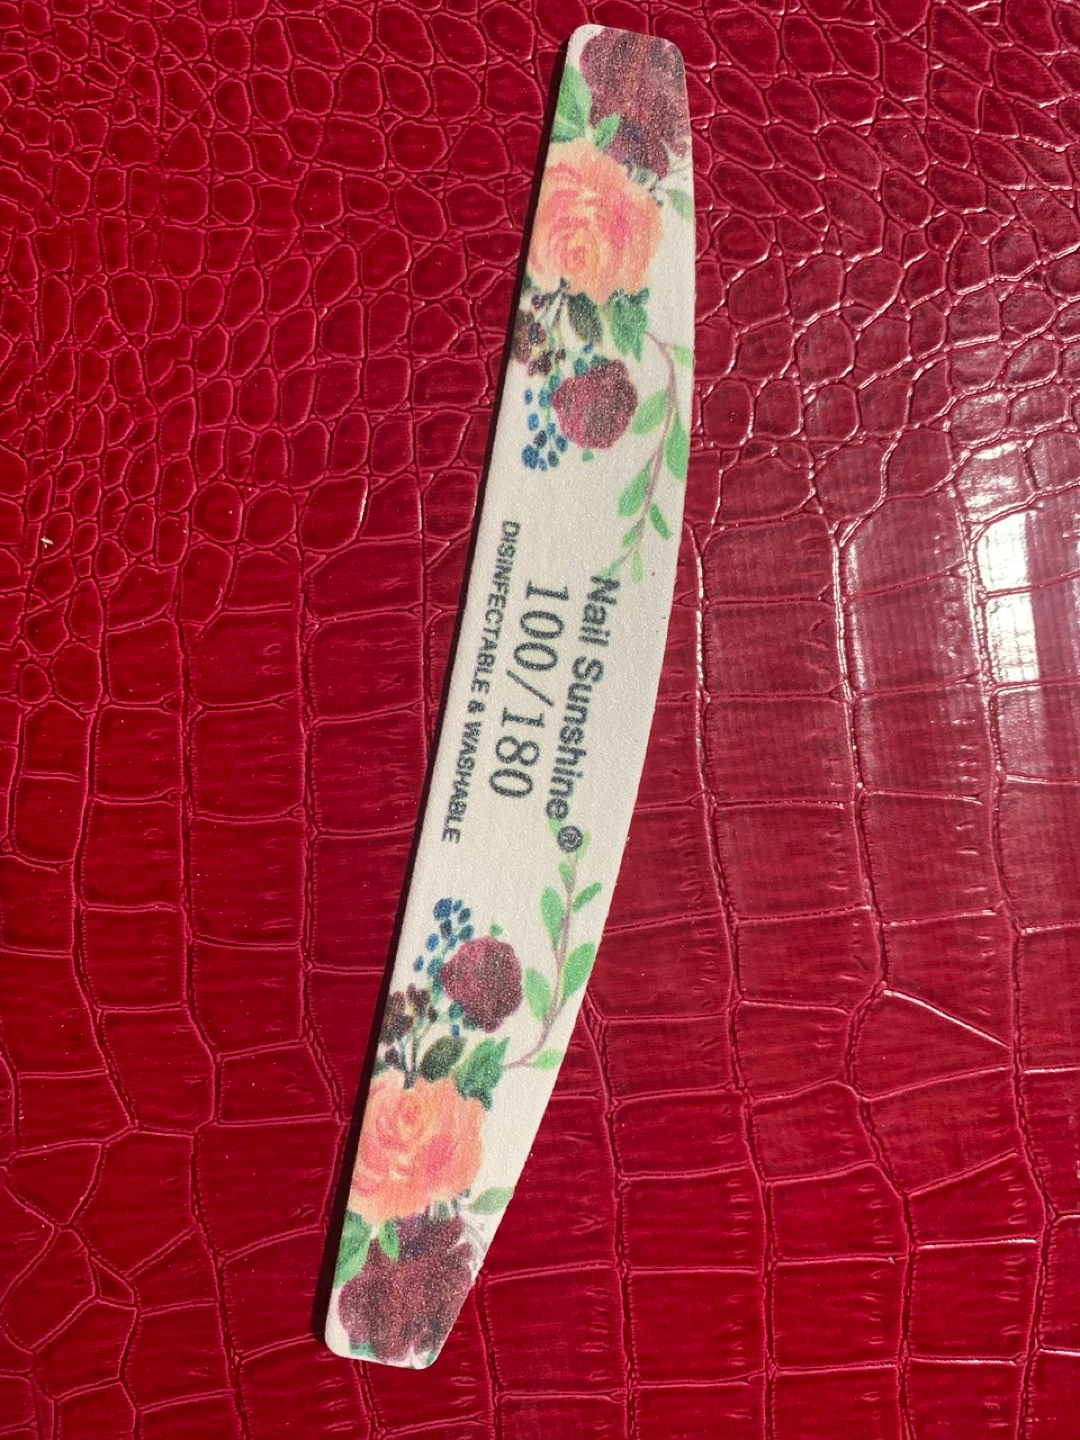 Nail Sunshine®
100/180
DISINFECTABLE & WASHABLE